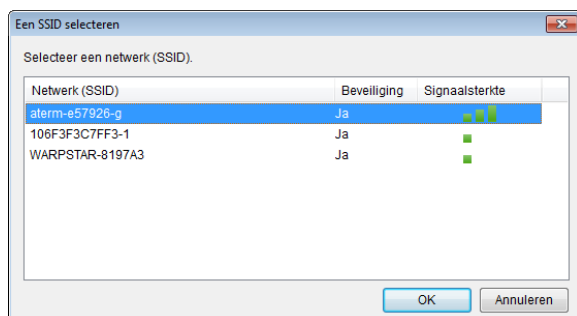 Een SSID selecteren
Selecteer een netwerk (SSID).
Netwerk (SSID) Beveiliging Signaalsterkte
aterm-e57926-g Ja
106F3F3C7FF3-1 Ja
WARPSTAR-8197A3 Ja
OK Annuleren